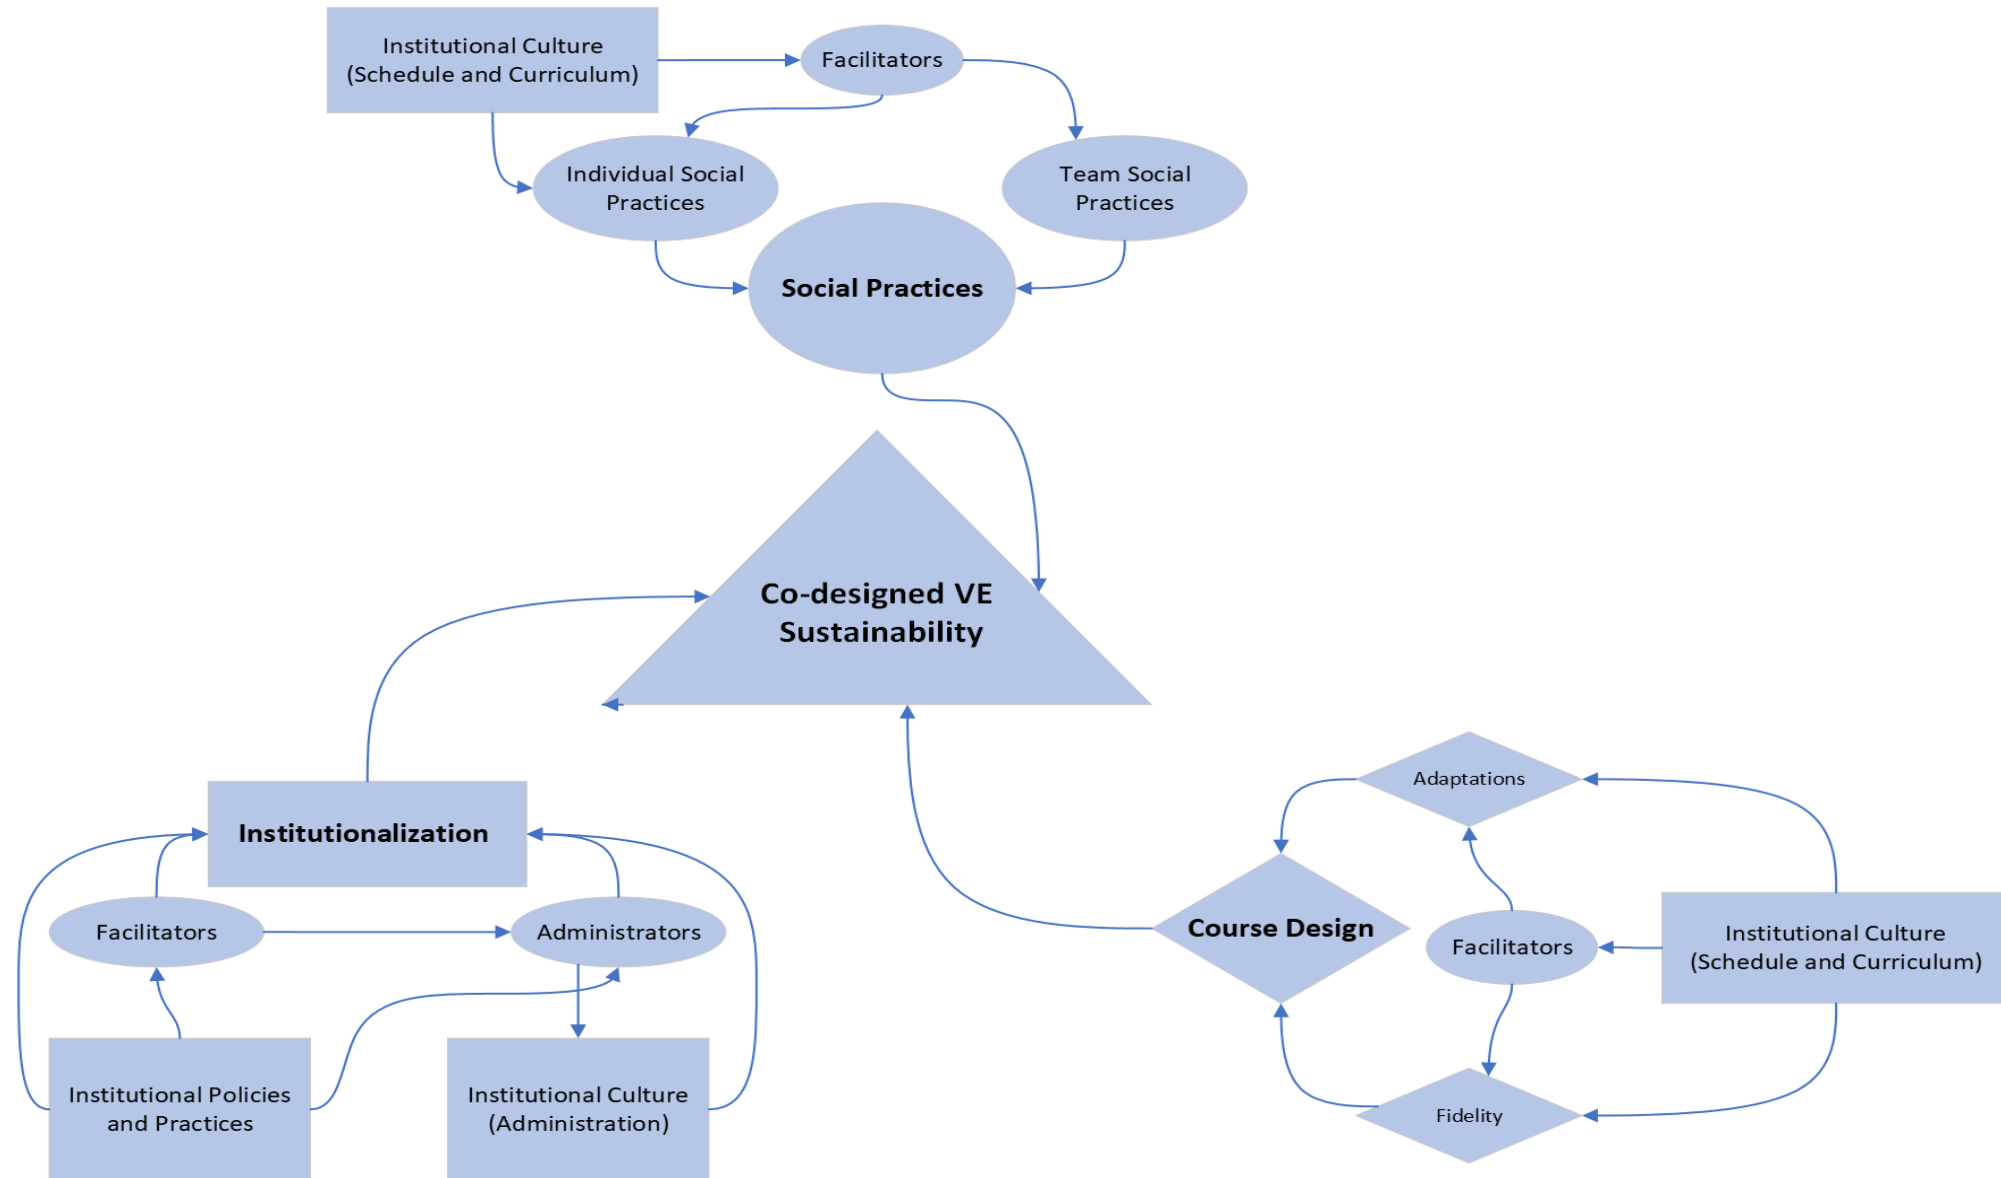 Institutional Culture
(Schedule and Curriculum)
Facilitators
Individual Social
Practices
Team Social
Practices
Social Practices
Co-designed VE
Sustainability
Institutionalization
Facilitators
Administrators
Institutional Policies
and Practices
Institutional Culture
(Administration)
Adaptations
Course Design
Facilitators
Institutional Culture
(Schedule and Curriculum)
Fidelity